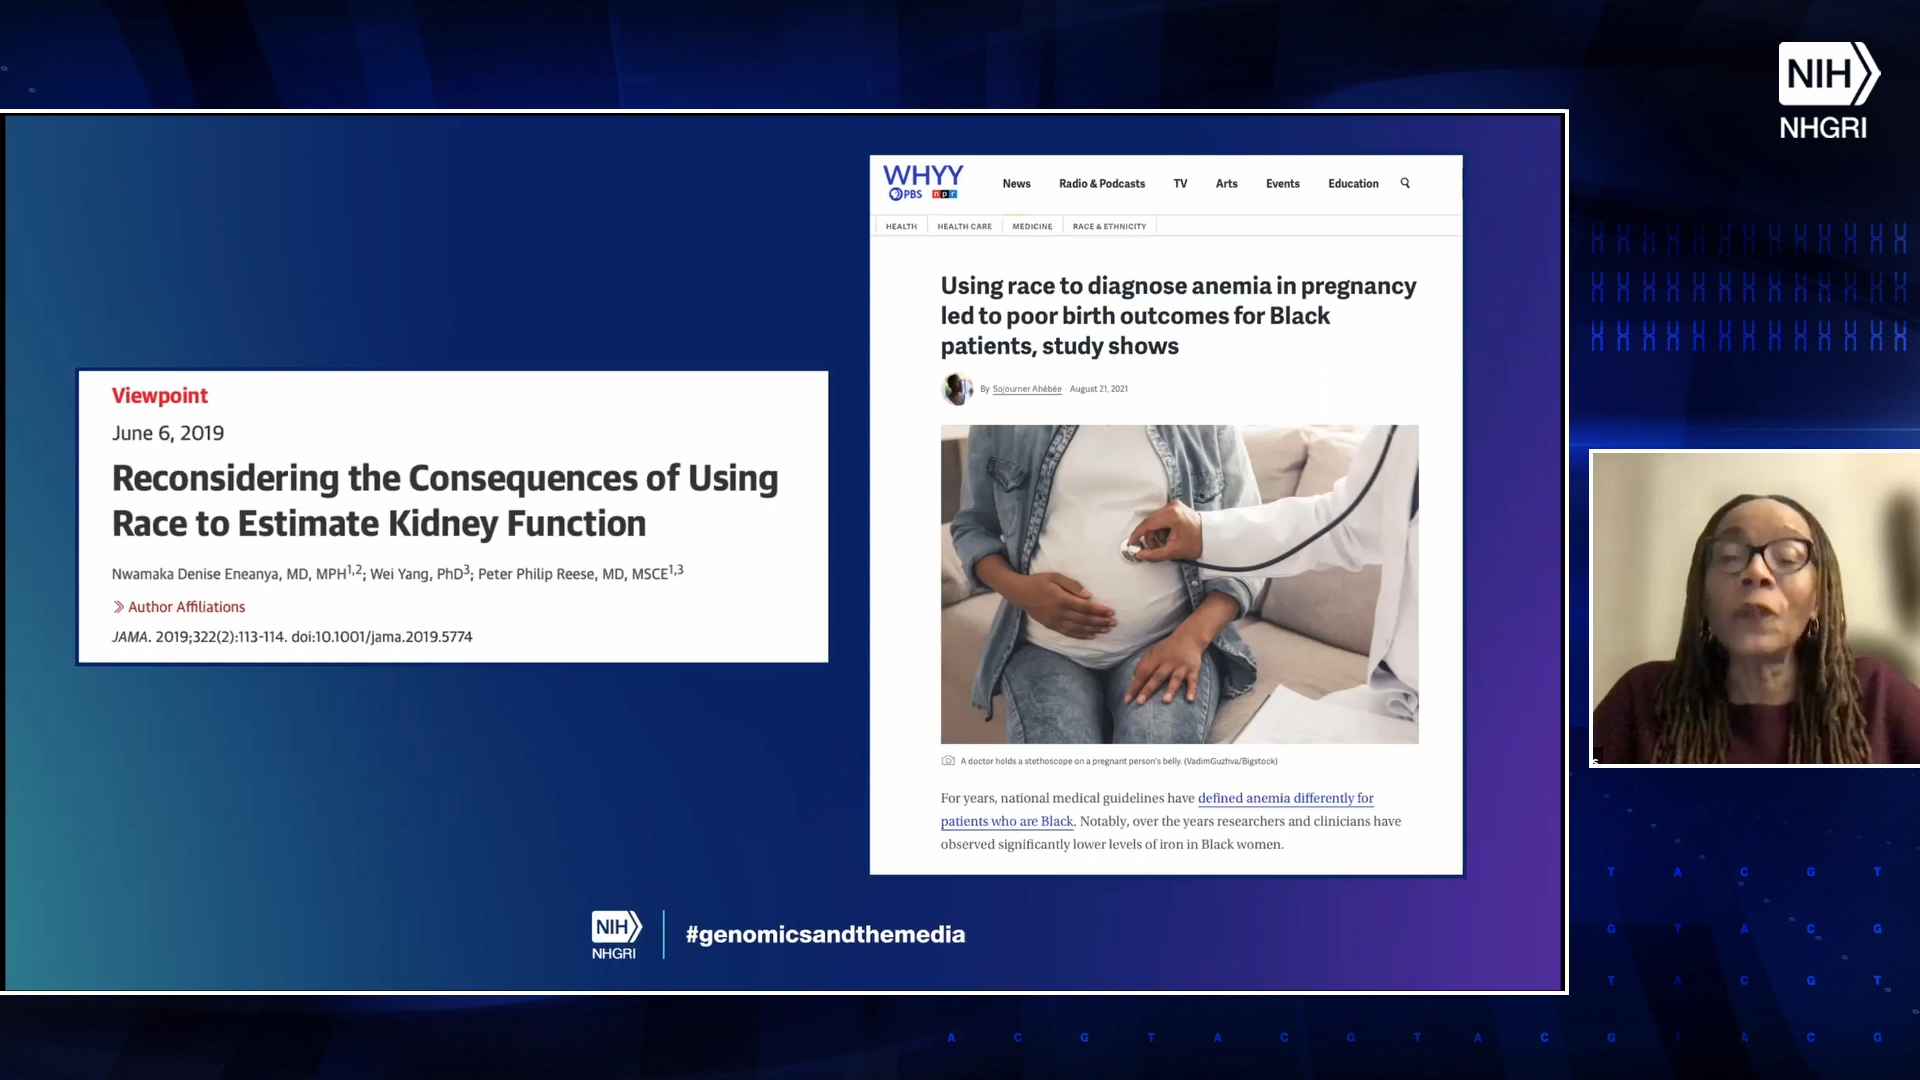 NIH
NHGRI
WHYY
PBS npr
News Radio & Podcasts TV Arts Events Education
HEALTH HEALTH CARE MEDICINE RACE & ETHNICITY
Using race to diagnose anemia in pregnancy
led to poor birth outcomes for Black
patients, study shows
By Sojourner Ahébée · August 21, 2021
A doctor holds a stethoscope on a pregnant person's belly. (VadimGuzhva/Bigstock)
For years, national medical guidelines have defined anemia differently for
patients who are Black. Notably, over the years researchers and clinicians have
observed significantly lower levels of iron in Black women.
Viewpoint
June 6, 2019
Reconsidering the Consequences of Using
Race to Estimate Kidney Function
Nwamaka Denise Eneanya, MD, MPH1,2; Wei Yang, PhD3; Peter Philip Reese, MD, MSCE1,3
Author Affiliations
JAMA. 2019;322(2):113-114. doi:10.1001/jama.2019.5774
NIH
NHGRI
#genomicsandthemedia
T A C G T
G T A C G
T A C G T
A C G T A C G T A C G T A C G